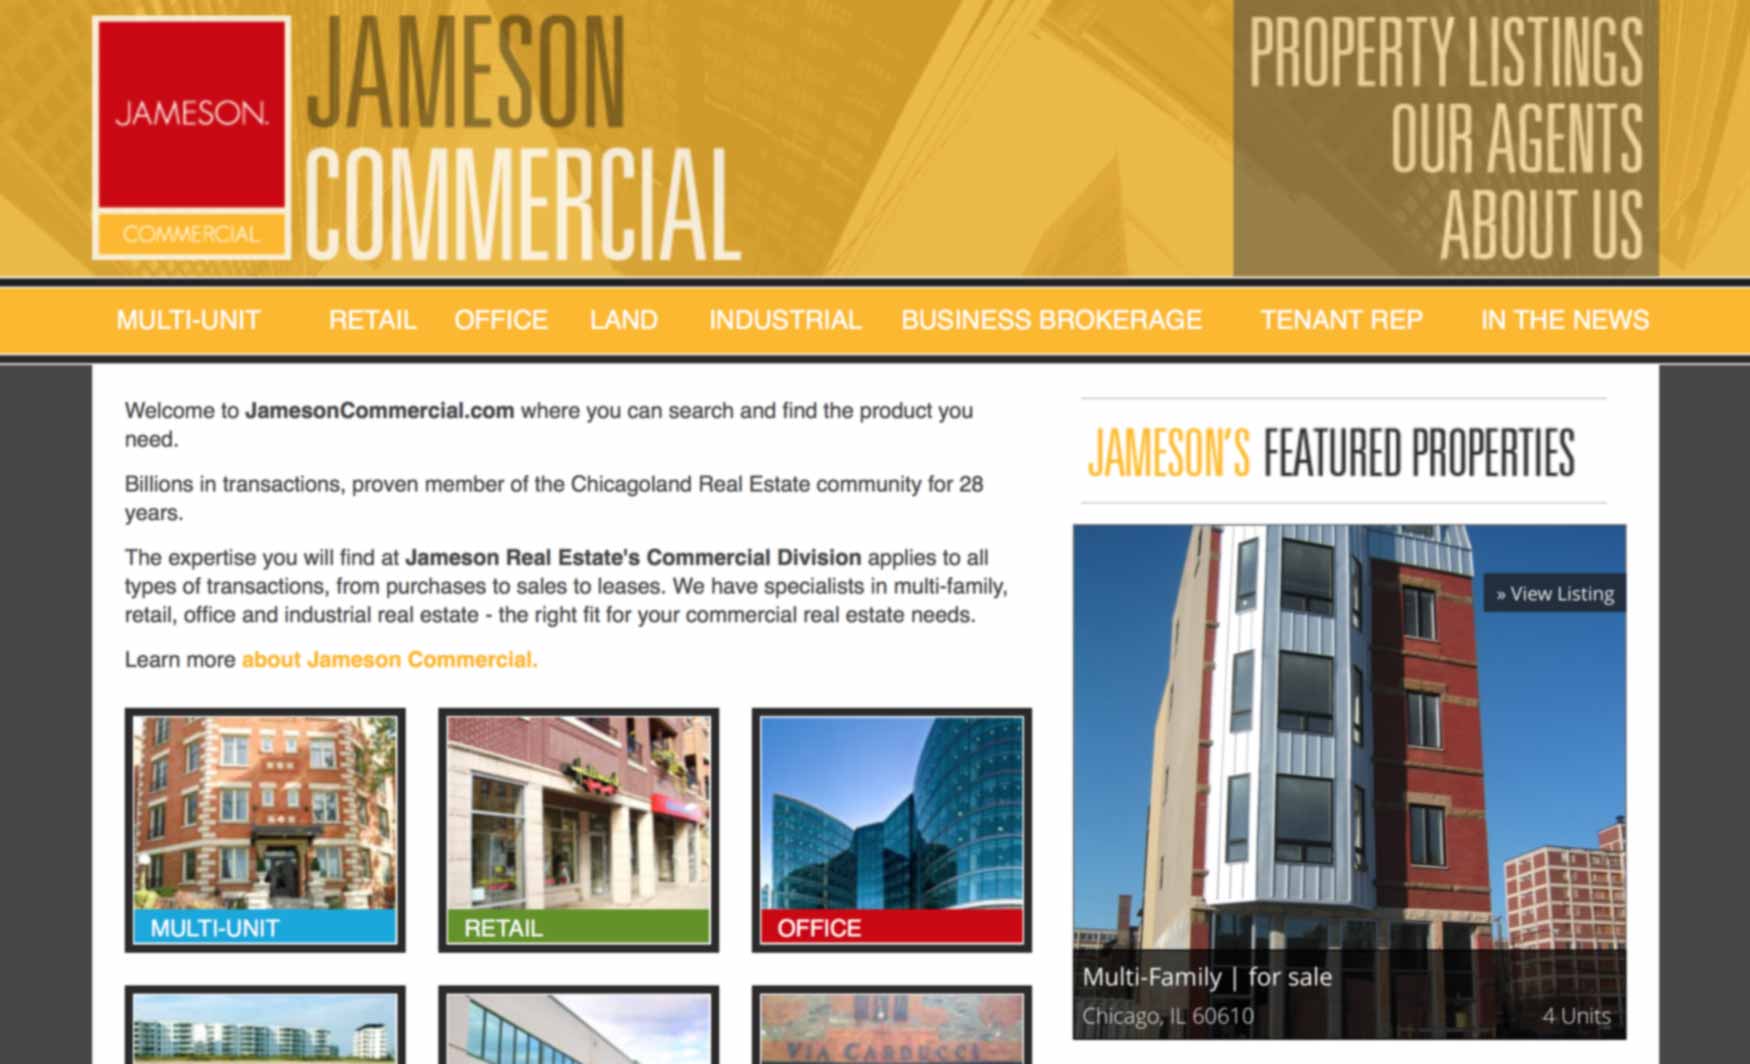 JAMESON.
COMMERCIAL
JAMESON
COMMERCIAL
PROPERTY LISTINGS
OUR AGENTS
ABOUT US
MULTI-UNIT RETAIL OFFICE LAND INDUSTRIAL BUSINESS BROKERAGE TENANT REP IN THE NEWS
Welcome to JamesonCommercial.com where you can search and find the product you
need.
Billions in transactions, proven member of the Chicagoland Real Estate community for 28
years.
The expertise you will find at Jameson Real Estate's Commercial Division applies to all
types of transactions, from purchases to sales to leases. We have specialists in multi-family,
retail, office and industrial real estate - the right fit for your commercial real estate needs.
Learn more about Jameson Commercial.
MULTI-UNIT
RETAIL
OFFICE
VIA CARDUCCI
JAMESON'S FEATURED PROPERTIES
» View Listing
Multi-Family | for sale
Chicago, IL 60610
4 Units